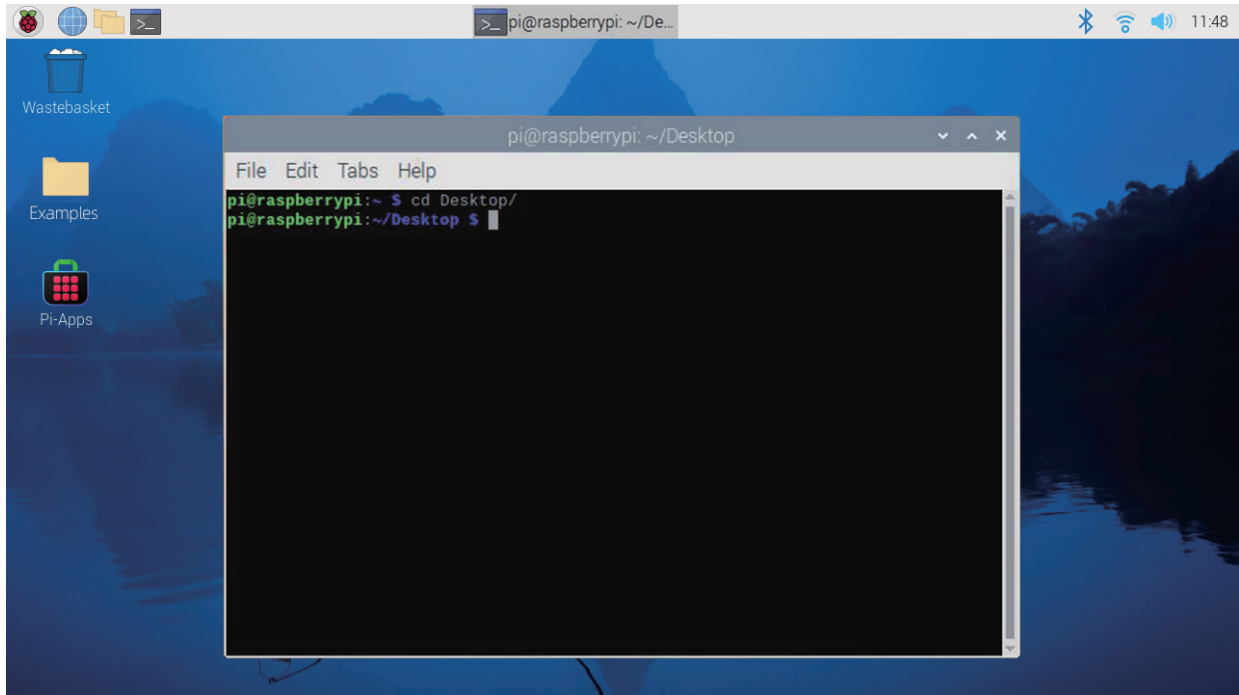 pi@raspberrypi: ~/De...
11:48
Wastebasket
Examples
Pi-Apps
pi@raspberrypi: ~/Desktop
File Edit Tabs Help
pi@raspberrypi:~ $ cd Desktop/
pi@raspberrypi:~/Desktop $